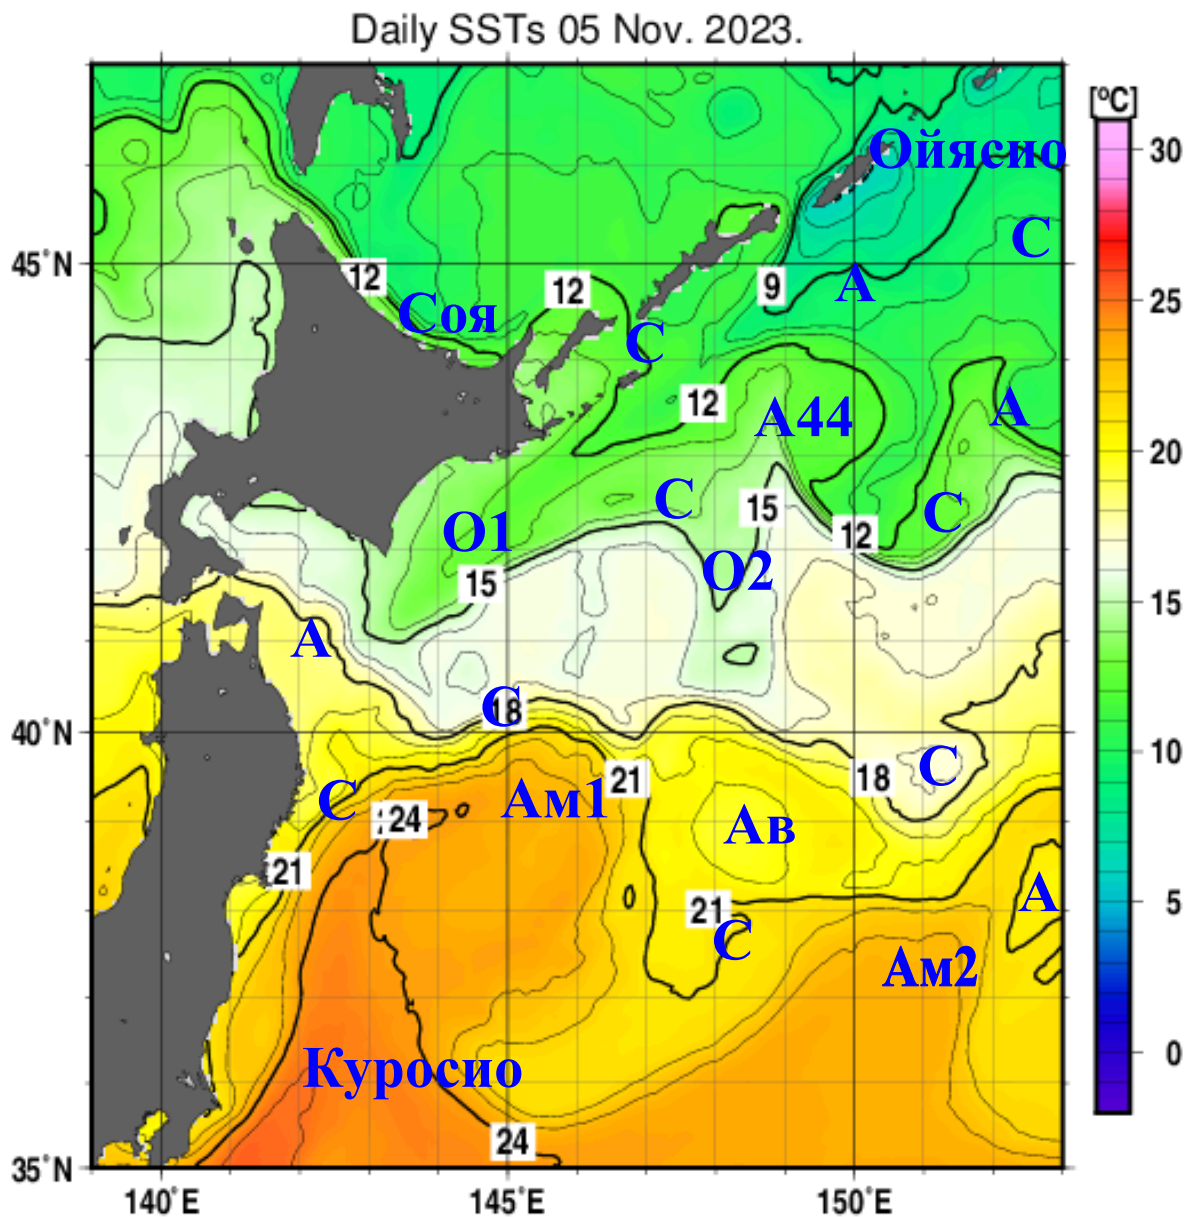 Daily SSTs 05 Nov. 2023.
[ºC]
Ойясио
30
С
45˚N
12
12
9
А
25
Соя
С
12
А44
А
20
С
15
С
О1
12
15
О2
15
А
С
18
40˚N
21
18
С
10
С
24
Ам1
Ав
21
21
А
5
С
Ам2
Куросио
0
24
35˚N
140˚E
145˚E
150˚E